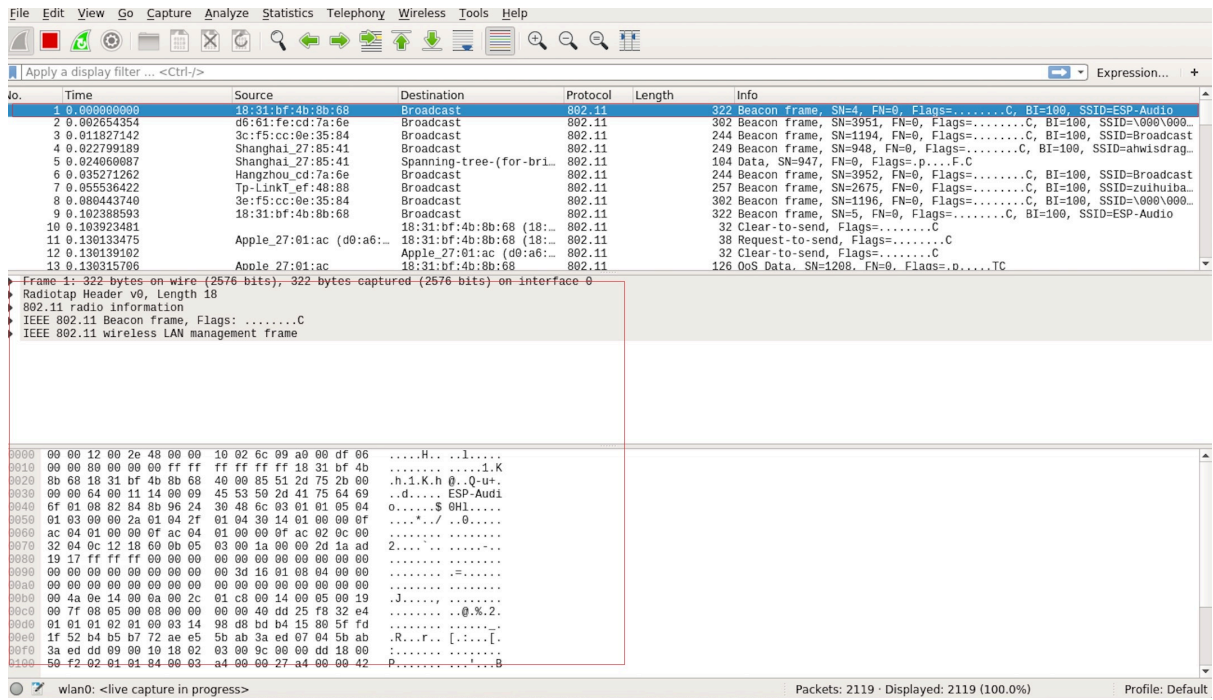 File Edit View Go Capture Analyze Statistics Telephony Wireless Tools Help
Apply a display filter ... <Ctrl-/> Expression... +
No. Time Source Destination Protocol Length Info
1 0.000000000 18:31:bf:4b:8b:68 Broadcast 802.11 322 Beacon frame, SN=4, FN=0, Flags=........C, BI=100, SSID=ESP-Audio
2 0.002654354 d6:61:fe:cd:7a:6e Broadcast 802.11 302 Beacon frame, SN=3951, FN=0, Flags=........C, BI=100, SSID=\000\000…
3 0.011827142 3c:f5:cc:0e:35:84 Broadcast 802.11 244 Beacon frame, SN=1194, FN=0, Flags=........C, BI=100, SSID=Broadcast
4 0.022799189 Shanghai_27:85:41 Broadcast 802.11 249 Beacon frame, SN=948, FN=0, Flags=........C, BI=100, SSID=ahwisdrag…
5 0.024060087 Shanghai_27:85:41 Spanning-tree-(for-bri… 802.11 104 Data, SN=947, FN=0, Flags=.p....F.C
6 0.035271262 Hangzhou_cd:7a:6e Broadcast 802.11 244 Beacon frame, SN=3952, FN=0, Flags=........C, BI=100, SSID=Broadcast
7 0.055536422 Tp-LinkT_ef:48:88 Broadcast 802.11 257 Beacon frame, SN=2675, FN=0, Flags=........C, BI=100, SSID=zuihuiba…
8 0.080443740 3e:f5:cc:0e:35:84 Broadcast 802.11 302 Beacon frame, SN=1196, FN=0, Flags=........C, BI=100, SSID=\000\000…
9 0.102388593 18:31:bf:4b:8b:68 Broadcast 802.11 322 Beacon frame, SN=5, FN=0, Flags=........C, BI=100, SSID=ESP-Audio
10 0.103923481 18:31:bf:4b:8b:68 (18:… 802.11 32 Clear-to-send, Flags=........C
11 0.130133475 Apple_27:01:ac (d0:a6:… 18:31:bf:4b:8b:68 (18:… 802.11 38 Request-to-send, Flags=........C
12 0.130139102 Apple_27:01:ac (d0:a6:… 802.11 32 Clear-to-send, Flags=........C
13 0.130315706 Apple_27:01:ac 18:31:bf:4b:8b:68 802.11 126 QoS Data, SN=1208, FN=0, Flags=.p.....TC
Frame 1: 322 bytes on wire (2576 bits), 322 bytes captured (2576 bits) on interface 0
Radiotap Header v0, Length 18
802.11 radio information
IEEE 802.11 Beacon frame, Flags: ........C
IEEE 802.11 wireless LAN management frame
0000 00 00 12 00 2e 48 00 00 10 02 6c 09 a0 00 df 06 .....H.. ..l.....
0010 00 00 80 00 00 00 ff ff ff ff ff ff 18 31 bf 4b ........ .....1.K
0020 8b 68 18 31 bf 4b 8b 68 40 00 85 51 2d 75 2b 00 .h.1.K.h @..Q-u+.
0030 00 00 64 00 11 14 00 09 45 53 50 2d 41 75 64 69 ..d..... ESP-Audi
0040 6f 01 08 82 84 8b 96 24 30 48 6c 03 01 01 05 04 o......$ 0Hl.....
0050 01 03 00 00 2a 01 04 2f 01 04 30 14 01 00 00 0f ....*../ ..0.....
0060 ac 04 01 00 00 0f ac 04 01 00 00 0f ac 02 0c 00 ........ ........
0070 32 04 0c 12 18 60 0b 05 03 00 1a 00 00 2d 1a ad 2....`.. .....-..
0080 19 17 ff ff ff 00 00 00 00 00 00 00 00 00 00 00 ........ ........
0090 00 00 00 00 00 00 00 00 00 3d 16 01 08 04 00 00 ........ .=......
00a0 00 00 00 00 00 00 00 00 00 00 00 00 00 00 00 00 ........ ........
00b0 00 4a 0e 14 00 0a 00 2c 01 c8 00 14 00 05 00 19 .J....., ........
00c0 00 7f 08 05 00 08 00 00 00 00 40 dd 25 f8 32 e4 ........ ..@.%.2.
00d0 01 01 01 02 01 00 03 14 98 d8 bd b4 15 80 5f fd ........ ......_.
00e0 1f 52 b4 b5 b7 72 ae e5 5b ab 3a ed 07 04 5b ab .R...r.. [.:...[.
00f0 3a ed dd 09 00 10 18 02 03 00 9c 00 00 dd 18 00 :....... ........
0100 50 f2 02 01 01 84 00 03 a4 00 00 27 a4 00 00 42 P....... ...'...B
wlan0: <live capture in progress> Packets: 2119 · Displayed: 2119 (100.0%) Profile: Default